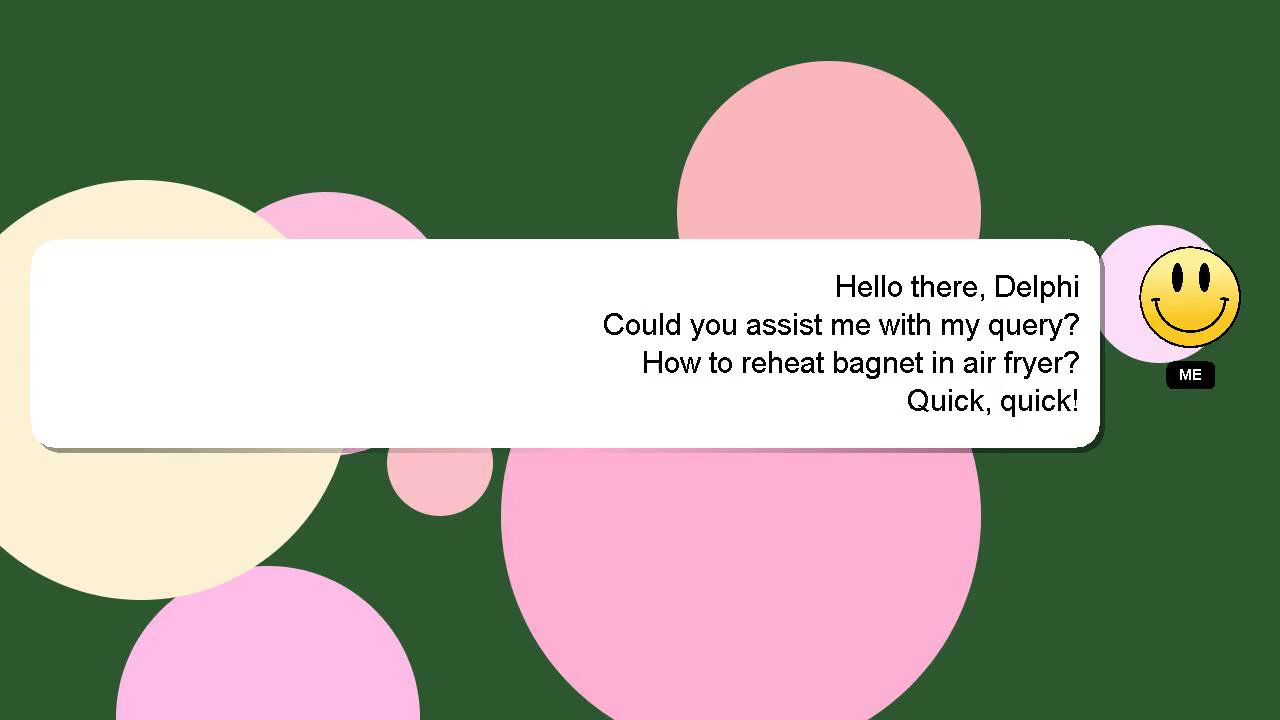 Hello there, Delphi
Could you assist me with my query?
How to reheat bagnet in air fryer?
Quick, quick!
ME